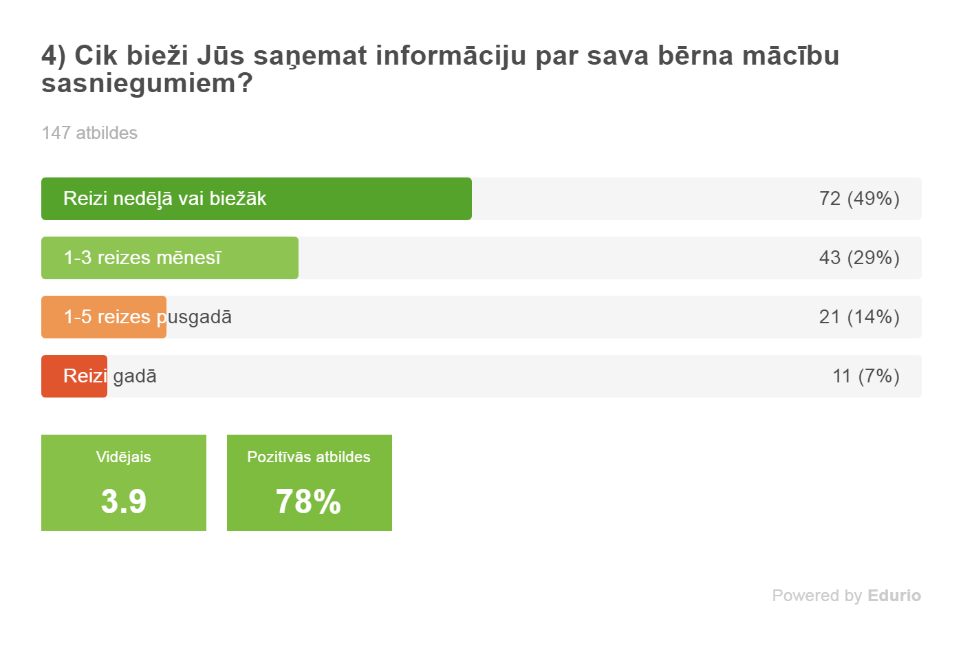 4) Cik bieži Jūs saņemat informāciju par sava bērna mācību
sasniegumiem?
147 atbildes
Reizi nedēļā vai biežāk 72 (49%)
1-3 reizes mēnesī 43 (29%)
1-5 reizes pusgadā 21 (14%)
Reizi gadā 11 (7%)
Vidējais Pozitīvās atbildes
3.9 78%
Powered by Edurio